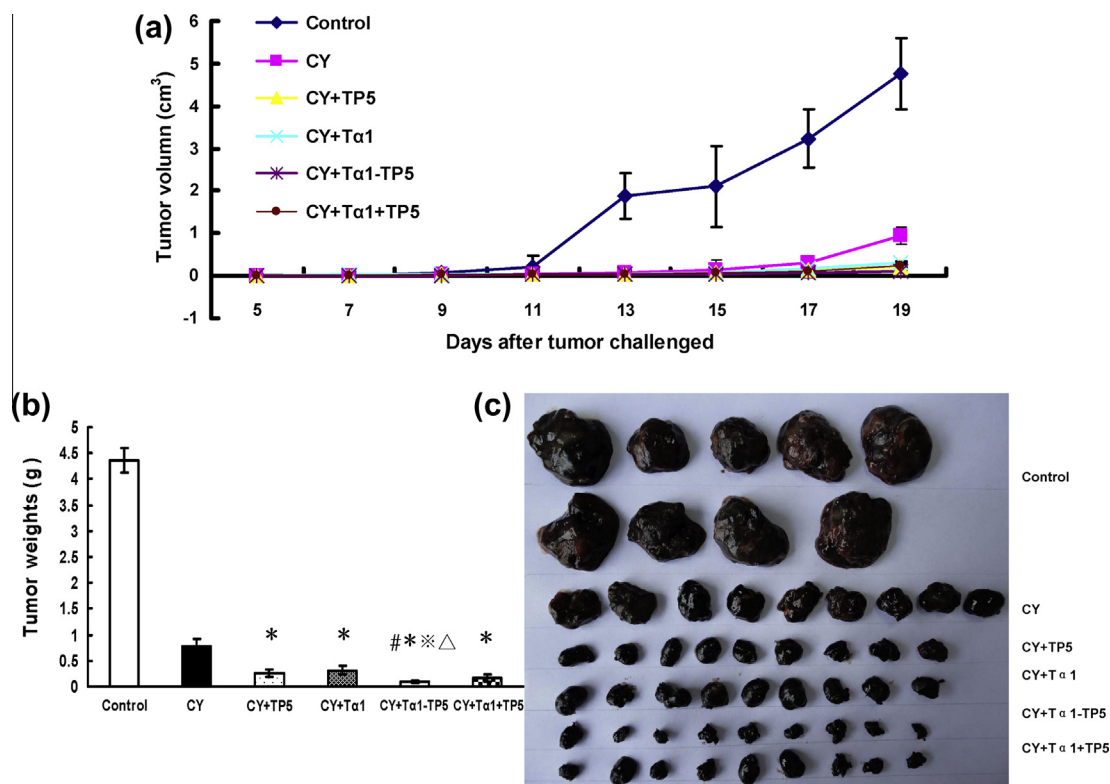 (a)
Tumor volumn (cm³)
6
5
4
3
2
1
0
-1
Control
CY
CY+TP5
CY+Tα1
CY+Tα1-TP5
CY+Tα1+TP5
5 7 9 11 13 15 17 19
Days after tumor challenged
(b)
Tumor weights (g)
5
4.5
4
3.5
3
2.5
2
1.5
1
0.5
0
* * #*※△ *
Control CY CY+TP5 CY+Tα1 CY+Tα1-TP5 CY+Tα1+TP5
(c)
Control
CY
CY+TP5
CY+Tα1
CY+Tα1-TP5
CY+Tα1+TP5